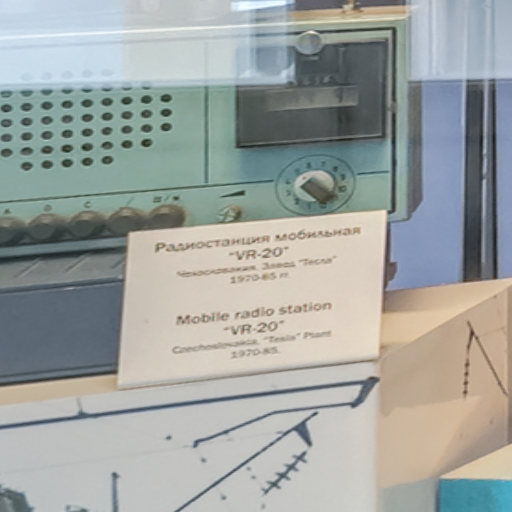 Радиостанция мобильная
"VR-20"
Чехословакия, Завод "Тесла"
1970-85 гг.
Mobile radio station
"VR-20"
Czechoslovakia, "Tesla" Plant
1970-85.